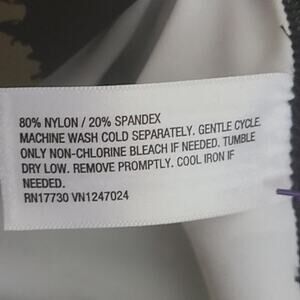 80% NYLON / 20% SPANDEX
MACHINE WASH COLD SEPARATELY. GENTLE CYCLE.
ONLY NON-CHLORINE BLEACH IF NEEDED. TUMBLE
DRY LOW. REMOVE PROMPTLY. COOL IRON IF
NEEDED.
RN17730 VN1247024